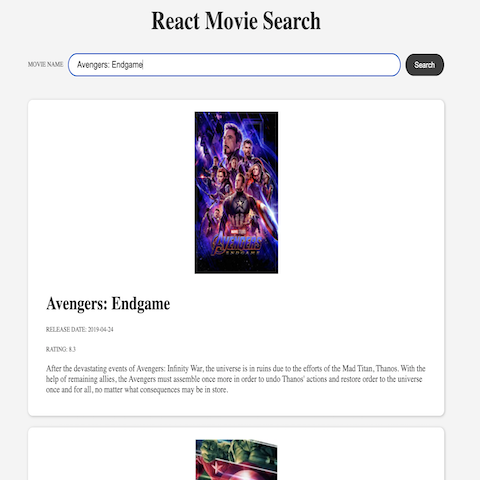 React Movie Search
MOVIE NAME
Avengers: Endgame
Search
AVENGERS
ENDGAME
Avengers: Endgame
RELEASE DATE: 2019-04-24
RATING: 8.3
After the devastating events of Avengers: Infinity War, the universe is in ruins due to the efforts of the Mad Titan, Thanos. With the
help of remaining allies, the Avengers must assemble once more in order to undo Thanos' actions and restore order to the universe
once and for all, no matter what consequences may be in store.